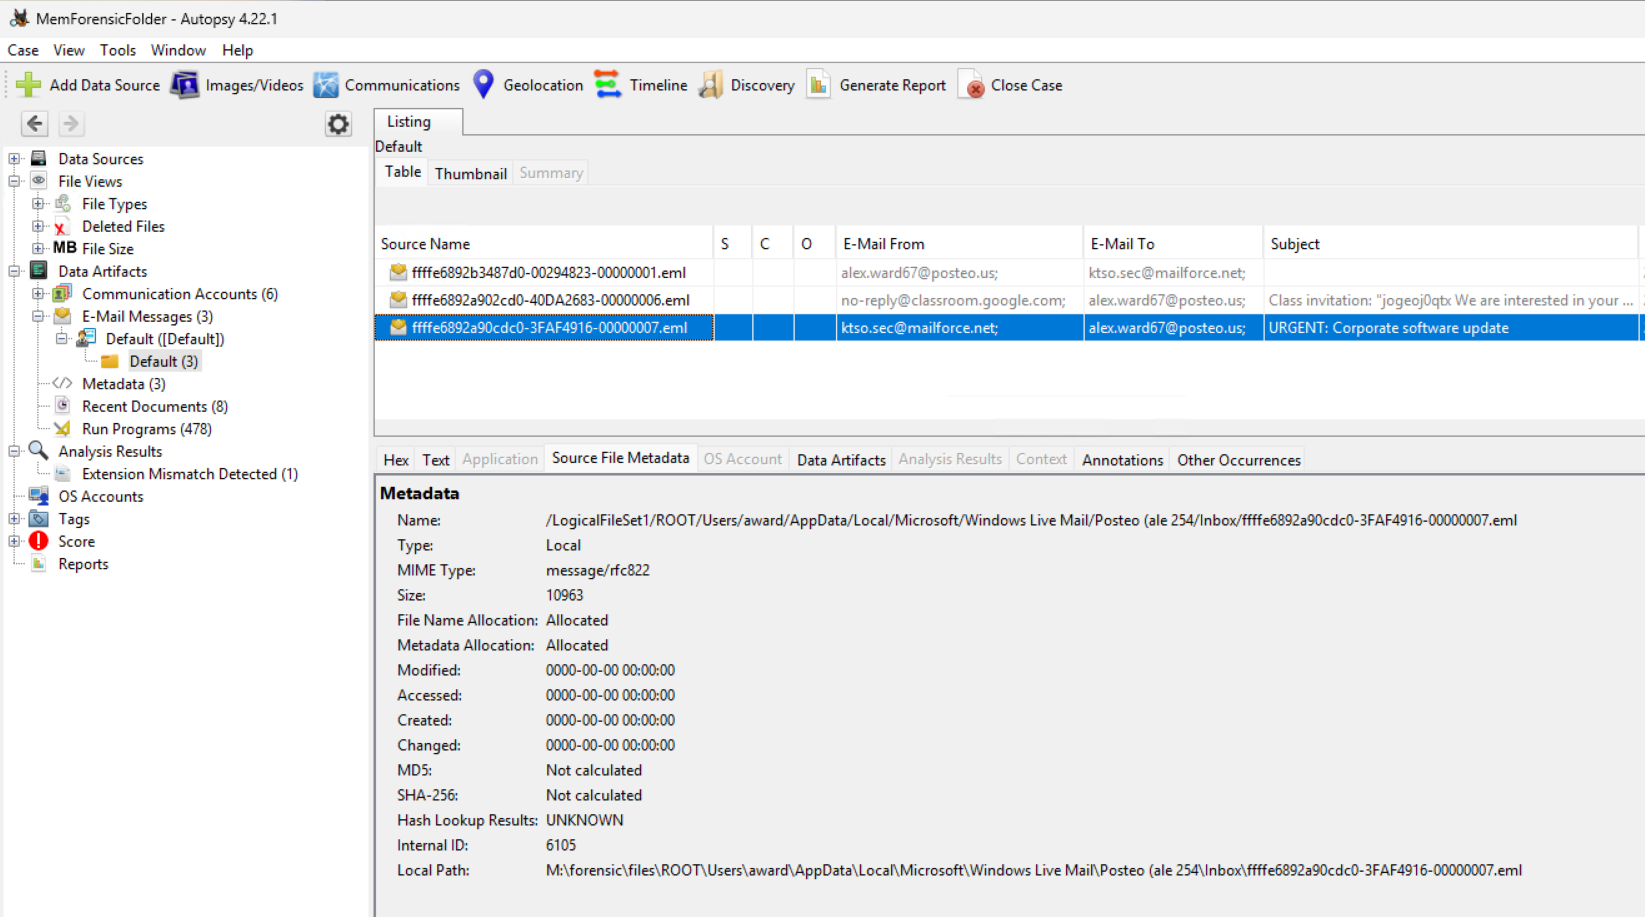 MemForensicFolder - Autopsy 4.22.1
Case View Tools Window Help
Add Data Source Images/Videos Communications Geolocation Timeline Discovery Generate Report Close Case
Data Sources
File Views
File Types
Deleted Files
MB File Size
Data Artifacts
Communication Accounts (6)
E-Mail Messages (3)
Default ([Default])
Default (3)
Metadata (3)
Recent Documents (8)
Run Programs (478)
Analysis Results
Extension Mismatch Detected (1)
OS Accounts
Tags
Score
Reports
Listing
Default
Table Thumbnail Summary
Source Name S C O E-Mail From E-Mail To Subject
ffffe6892b3487d0-00294823-00000001.eml alex.ward67@posteo.us; ktso.sec@mailforce.net;
ffffe6892a902cd0-40DA2683-00000006.eml no-reply@classroom.google.com; alex.ward67@posteo.us; Class invitation: "jogeoj0qtx We are interested in your ...
ffffe6892a90cdc0-3FAF4916-00000007.eml ktso.sec@mailforce.net; alex.ward67@posteo.us; URGENT: Corporate software update
Hex Text Application Source File Metadata OS Account Data Artifacts Analysis Results Context Annotations Other Occurrences
Metadata
Name: /LogicalFileSet1/ROOT/Users/award/AppData/Local/Microsoft/Windows Live Mail/Posteo (ale 254/Inbox/ffffe6892a90cdc0-3FAF4916-00000007.eml
Type: Local
MIME Type: message/rfc822
Size: 10963
File Name Allocation: Allocated
Metadata Allocation: Allocated
Modified: 0000-00-00 00:00:00
Accessed: 0000-00-00 00:00:00
Created: 0000-00-00 00:00:00
Changed: 0000-00-00 00:00:00
MD5: Not calculated
SHA-256: Not calculated
Hash Lookup Results: UNKNOWN
Internal ID: 6105
Local Path: M:\forensic\files\ROOT\Users\award\AppData\Local\Microsoft\Windows Live Mail\Posteo (ale 254\Inbox\ffffe6892a90cdc0-3FAF4916-00000007.eml